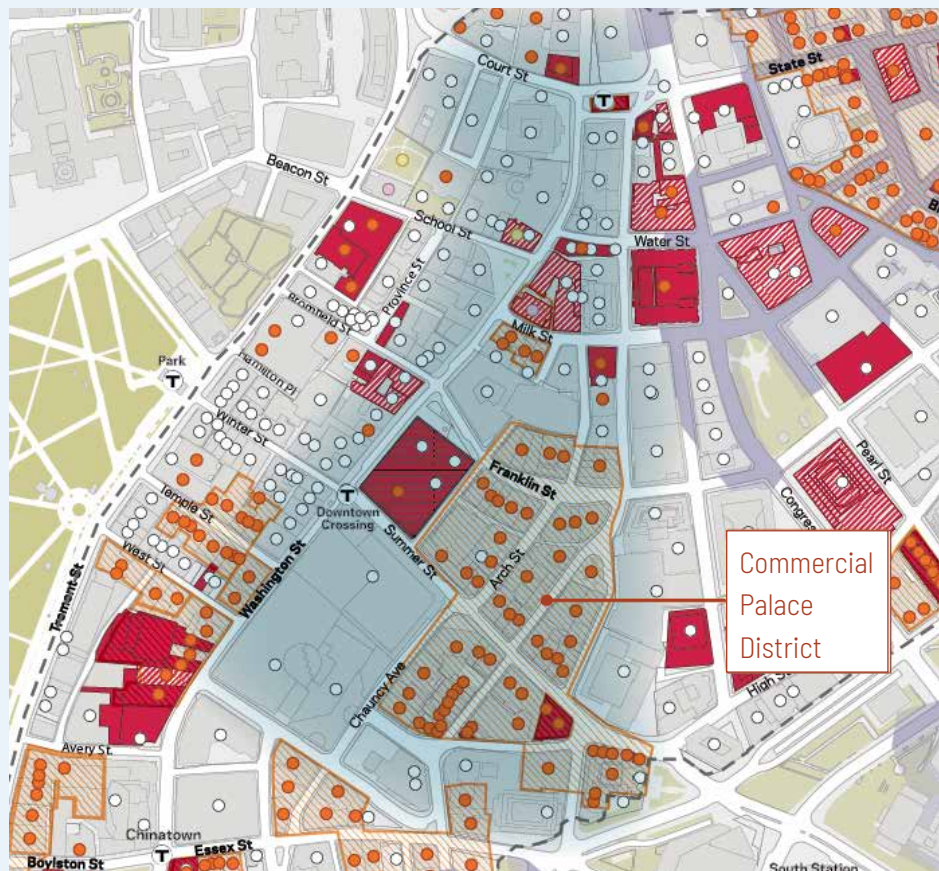 Court St
State St
Beacon St
School St
Water St
Province St
Bromfield St
Milk St
Park
T
Hamilton Pl
Winter St
Franklin St
Pearl St
Temple St
Downtown
Crossing
T
Summer St
Arch St
West St
Washington St
Tremont St
Commercial
Palace
District
Chauncy Ave
High St
Avery St.
Chinatown
T
Essex St
Boylston St
South Station
T